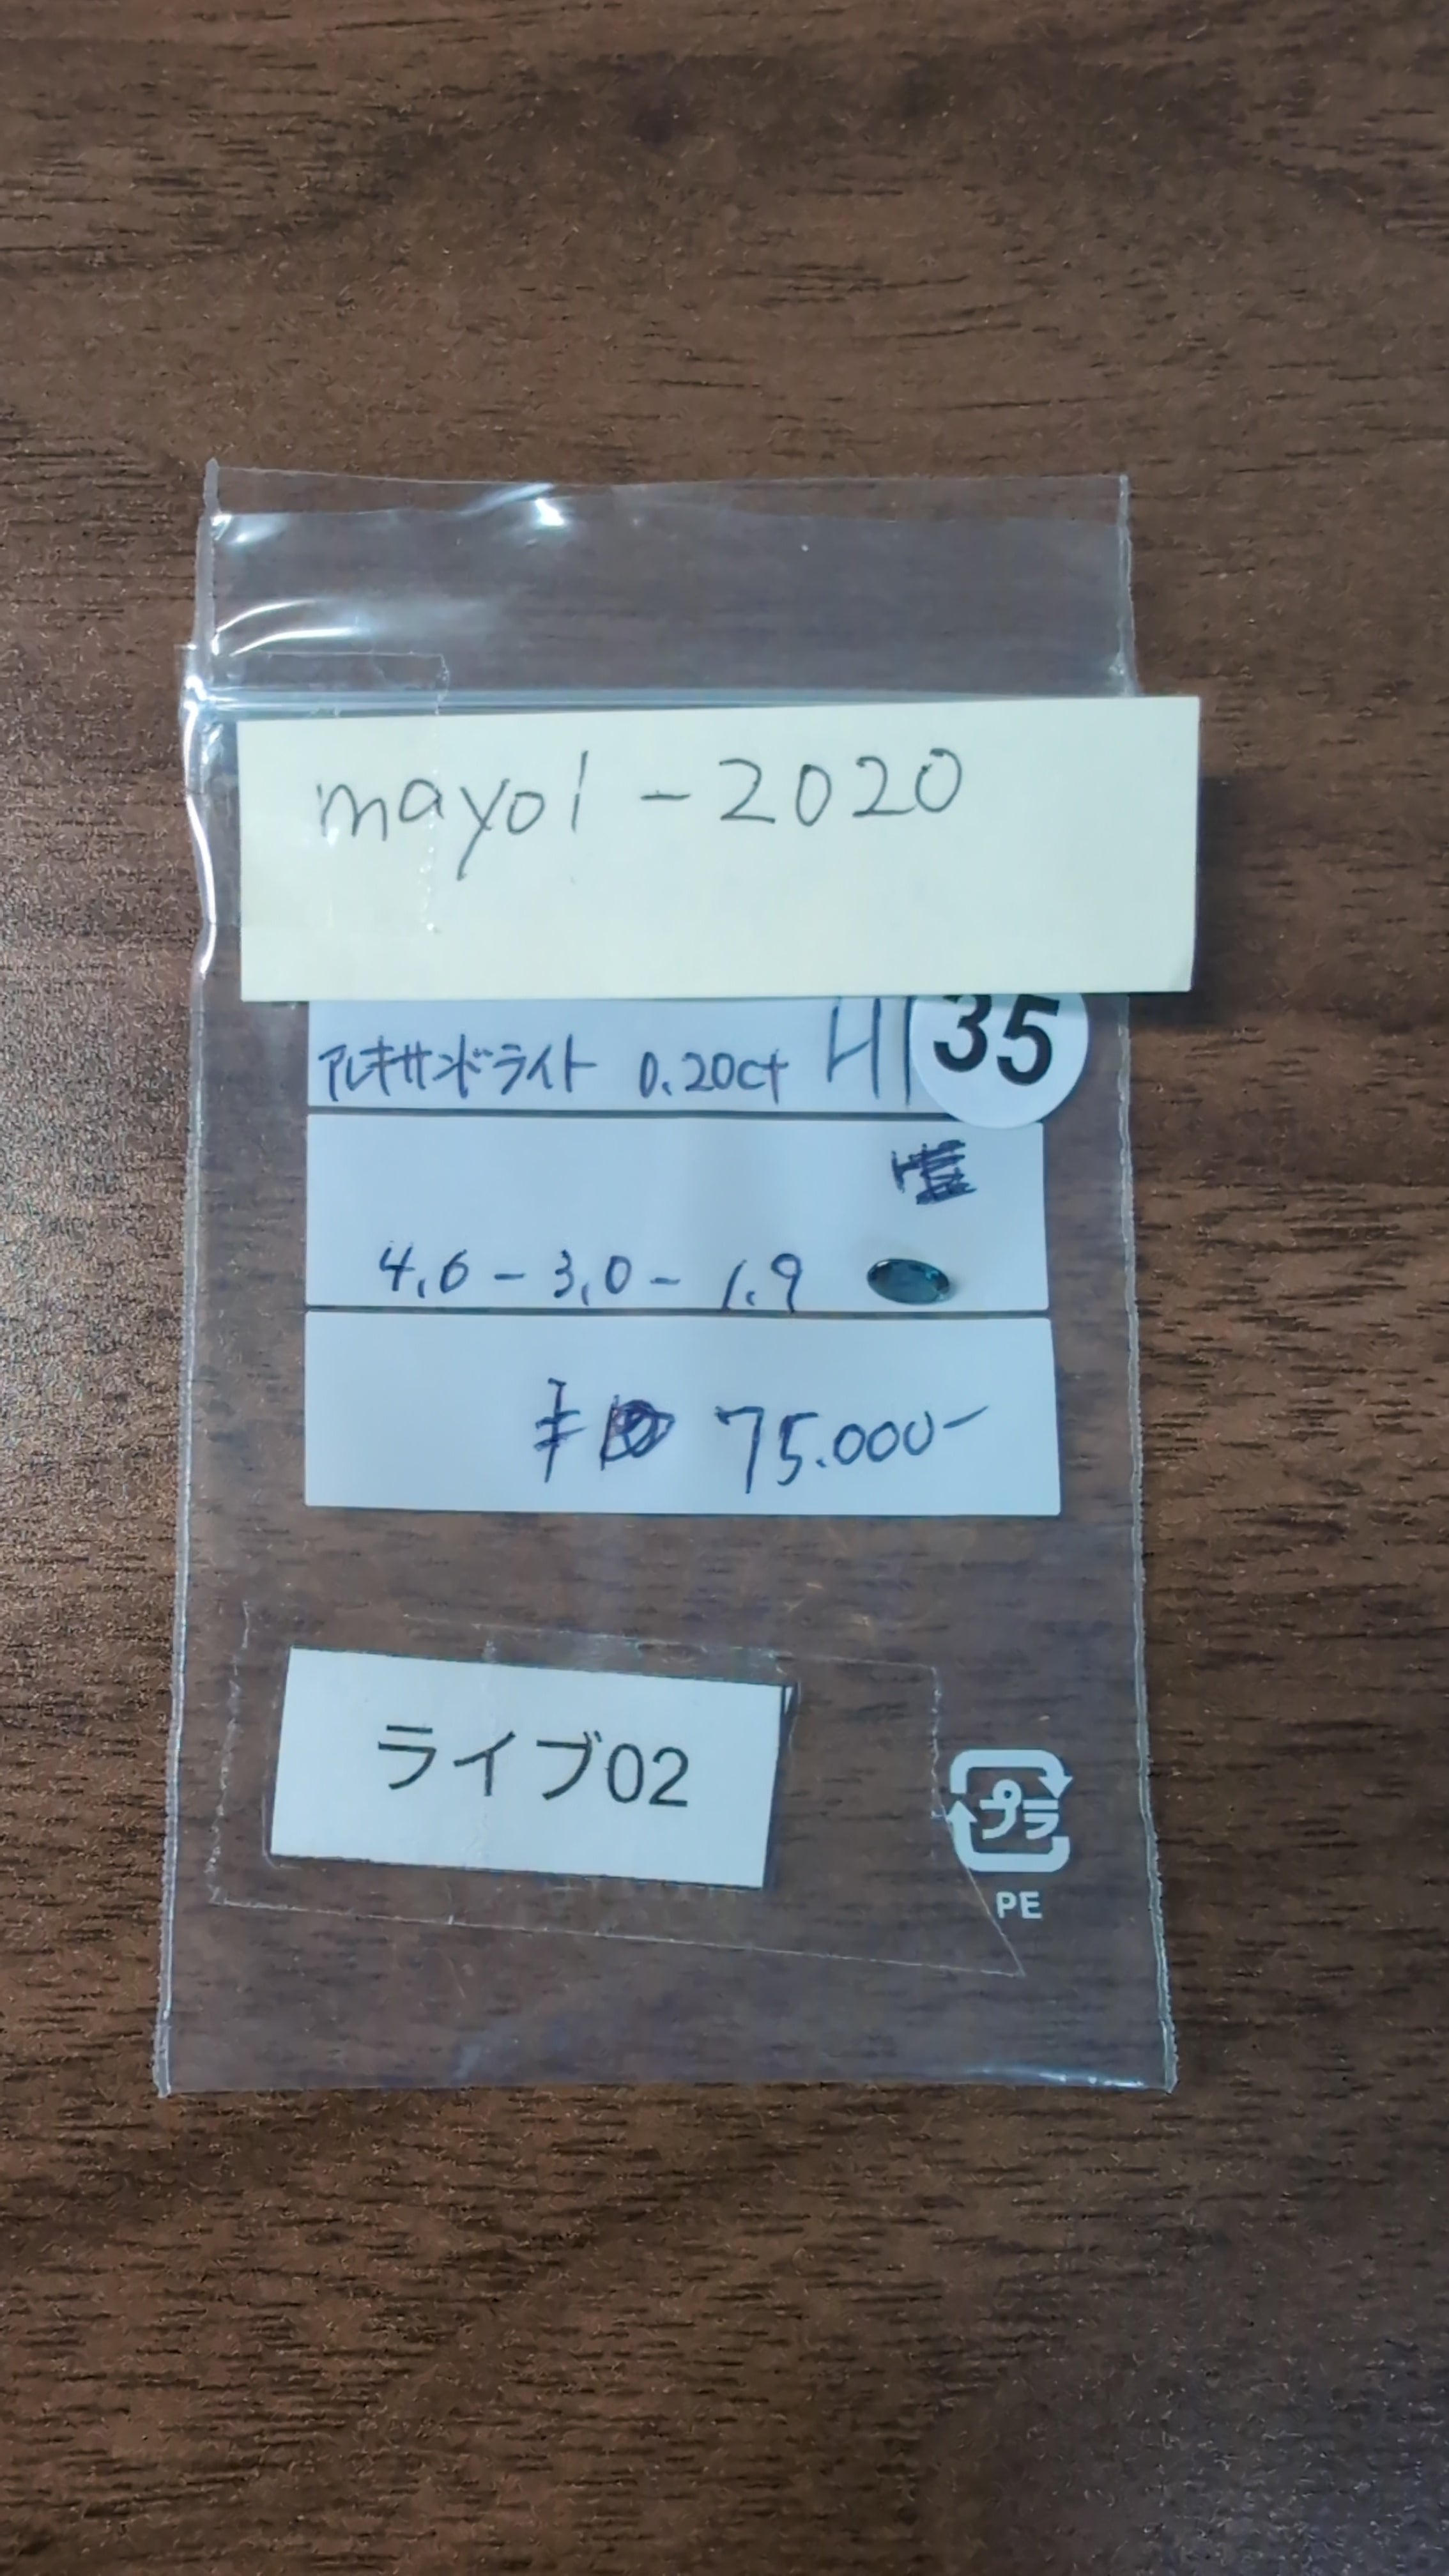 mayoi - 2020
アレキサンドライト 0.20ct
35
4.6 - 3.0 - 1.9
75.000-
ライブ02
プラ
PE